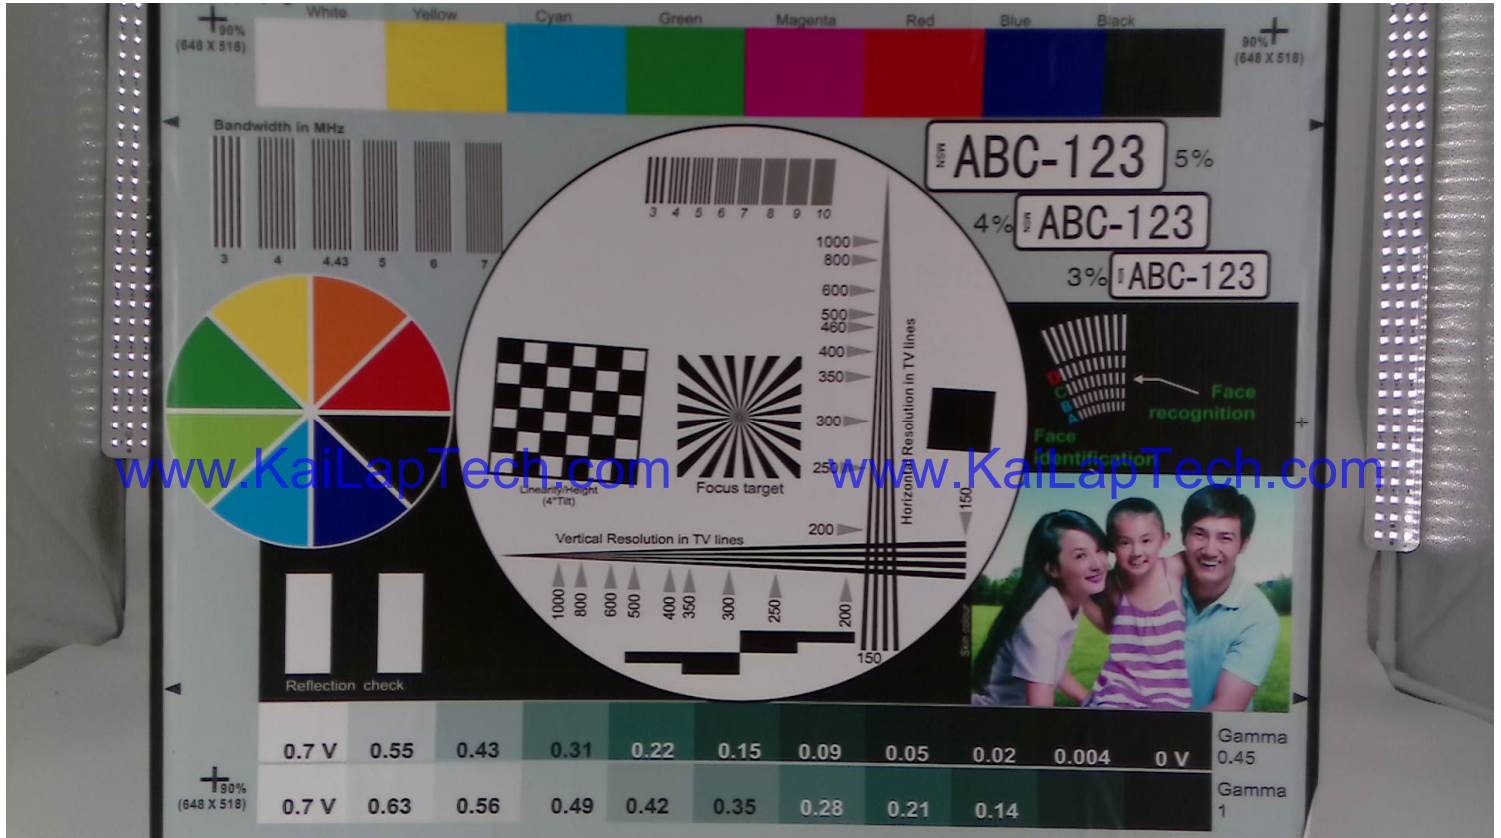 White Yellow Cyan Green Magenta Red Blue Black
90%
(648 X 518)
90%
(648 X 518)
Bandwidth in MHz
3 4 4.43 5 6 7
3 4 5 6 7 8 9 10
MSN ABC-123 5%
4% MSN ABC-123
3% ABC-123
1000
800
600
500
460
400
350
300
250
200
150
Horizontal Resolution in TV lines
150
D
C
B
A
Face
recognition
Face
identification
www.KaiLapTech.com www.KaiLapTech.com
Linearity/Height
(4°Tilt)
Focus target
Vertical Resolution in TV lines
1000 800 600 500 400 350 300 250 200
Skin colour
Reflection check
0.7 V 0.55 0.43 0.31 0.22 0.15 0.09 0.05 0.02 0.004 0 V
Gamma
0.45
90%
(648 X 518)
0.7 V 0.63 0.56 0.49 0.42 0.35 0.28 0.21 0.14
Gamma
1